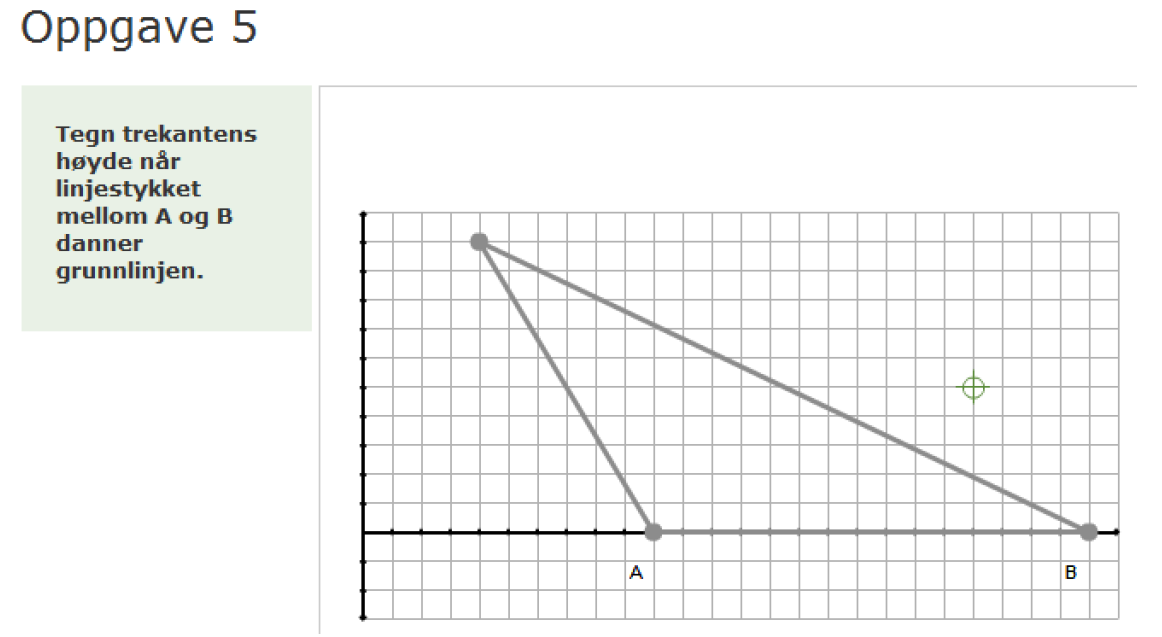 Oppgave 5
Tegn trekantens
høyde når
linjestykket
mellom A og B
danner
grunnlinjen.
A
B